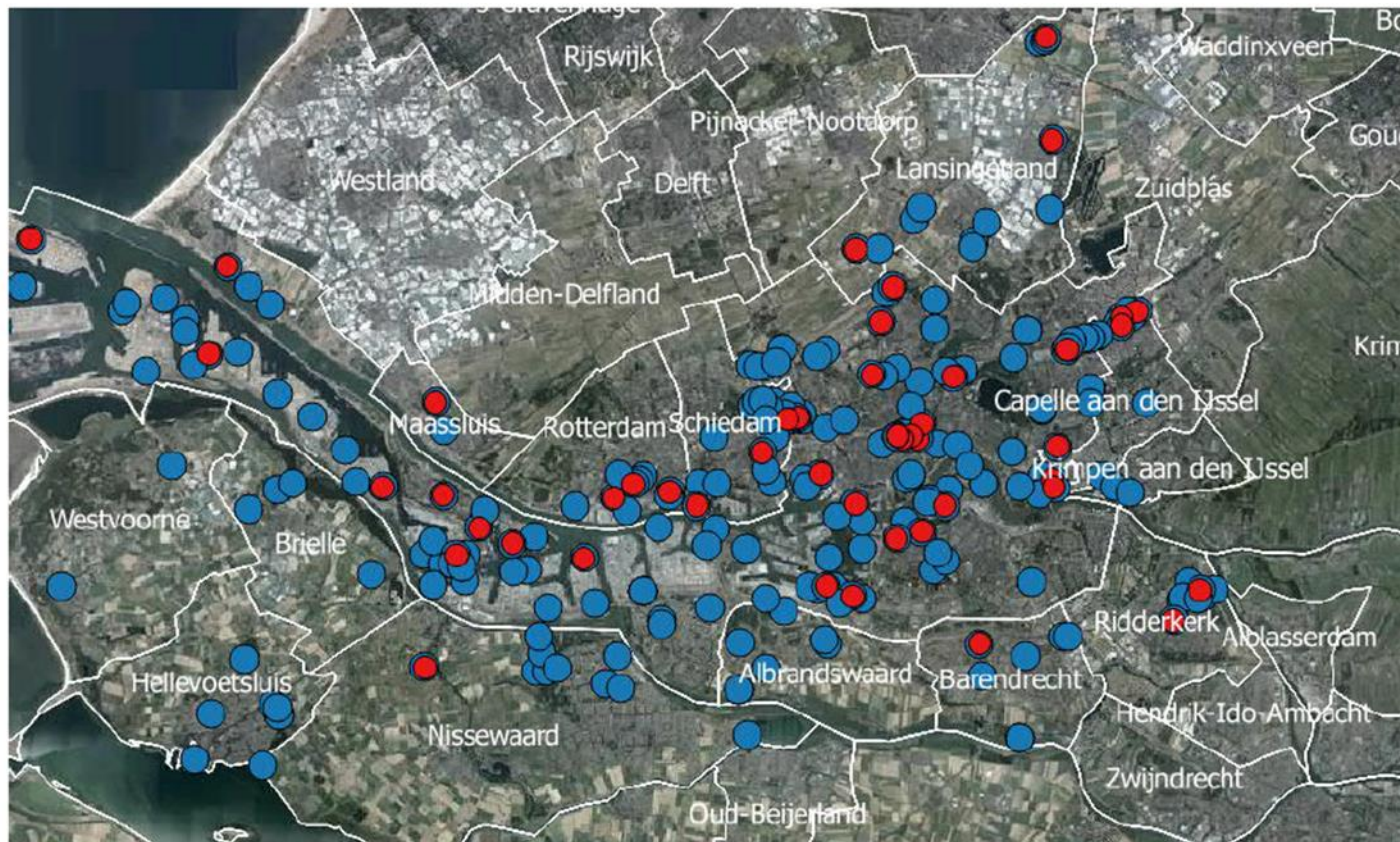 's-Gravenhage
Rijswijk
Waddinxveen
Pijnacker-Nootdorp
Westland
Delft
Lansingerland
Zuidplas
Midden-Delfland
Maassluis
Rotterdam
Schiedam
Capelle aan den IJssel
Krimpen aan den IJssel
Westvoorne
Brielle
Ridderkerk
Alblasserdam
Hellevoetsluis
Albrandswaard
Barendrecht
Hendrik-Ido-Ambacht
Nissewaard
Zwijndrecht
Oud-Beijerland